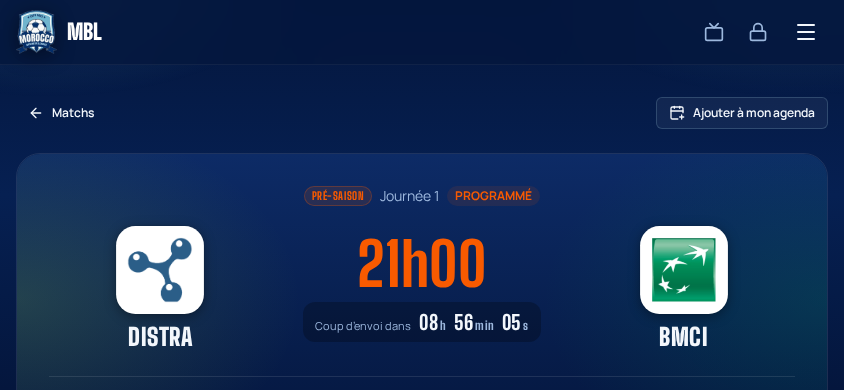 MOROCCO
MBL
Matchs
Ajouter à mon agenda
PRÉ-SAISON Journée 1 PROGRAMMÉ
21h00
Coup d'envoi dans 08h 56min 05s
DISTRA
BMCI